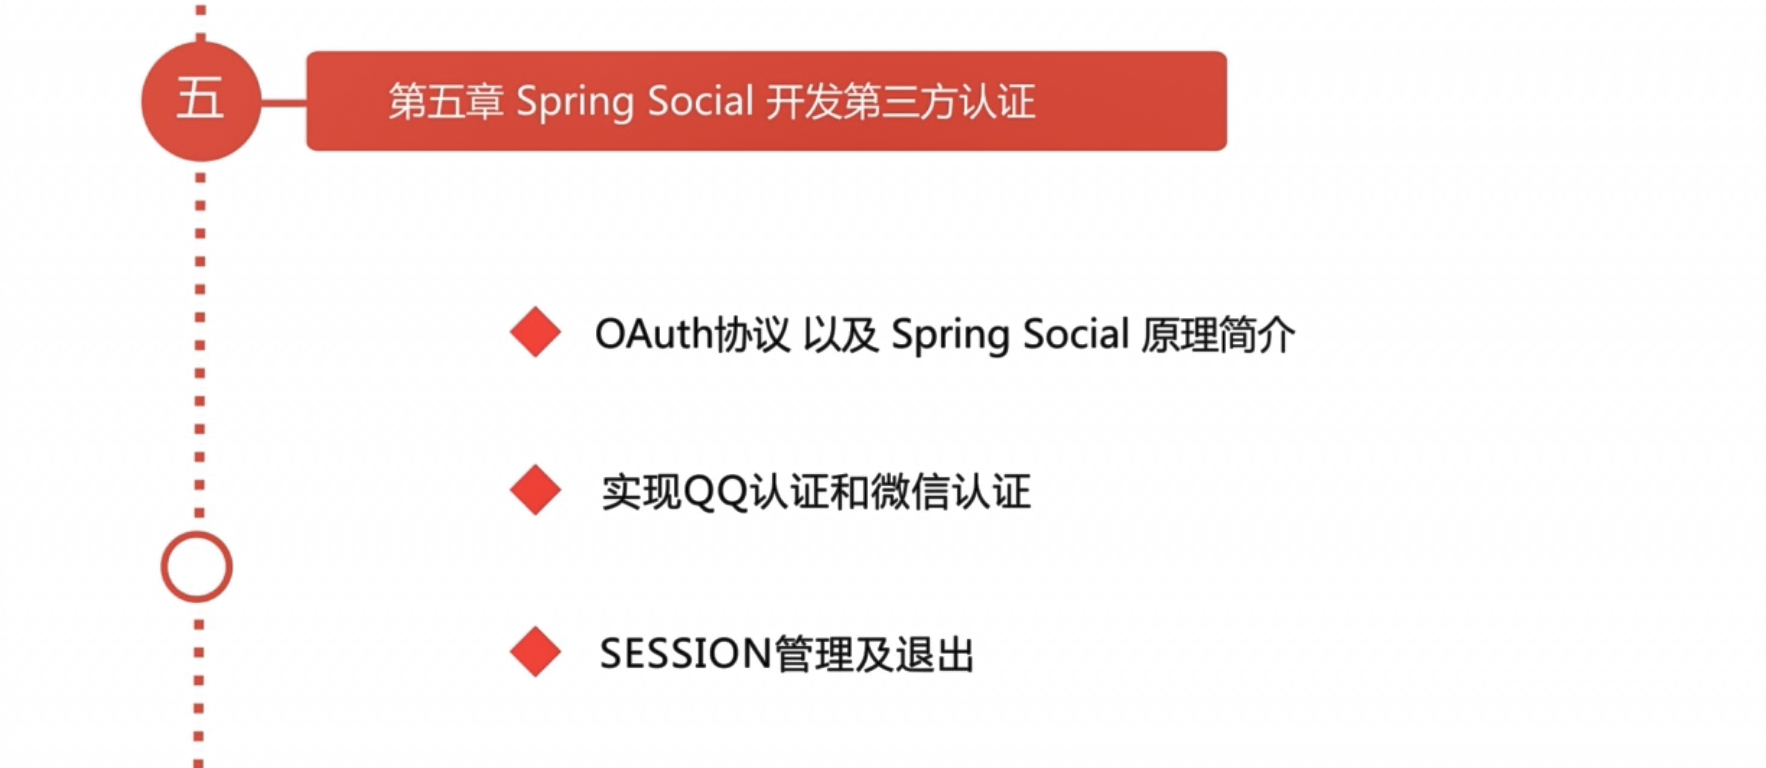 五
第五章 Spring Social 开发第三方认证
OAuth协议 以及 Spring Social 原理简介
实现QQ认证和微信认证
SESSION管理及退出